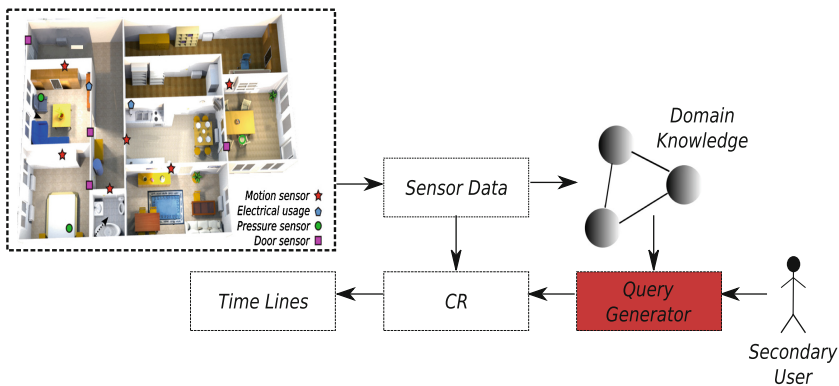 Domain
Knowledge
Sensor Data
Motion sensor
Electrical usage
Pressure sensor
Door sensor
Time Lines
CR
Query
Generator
Secondary
User